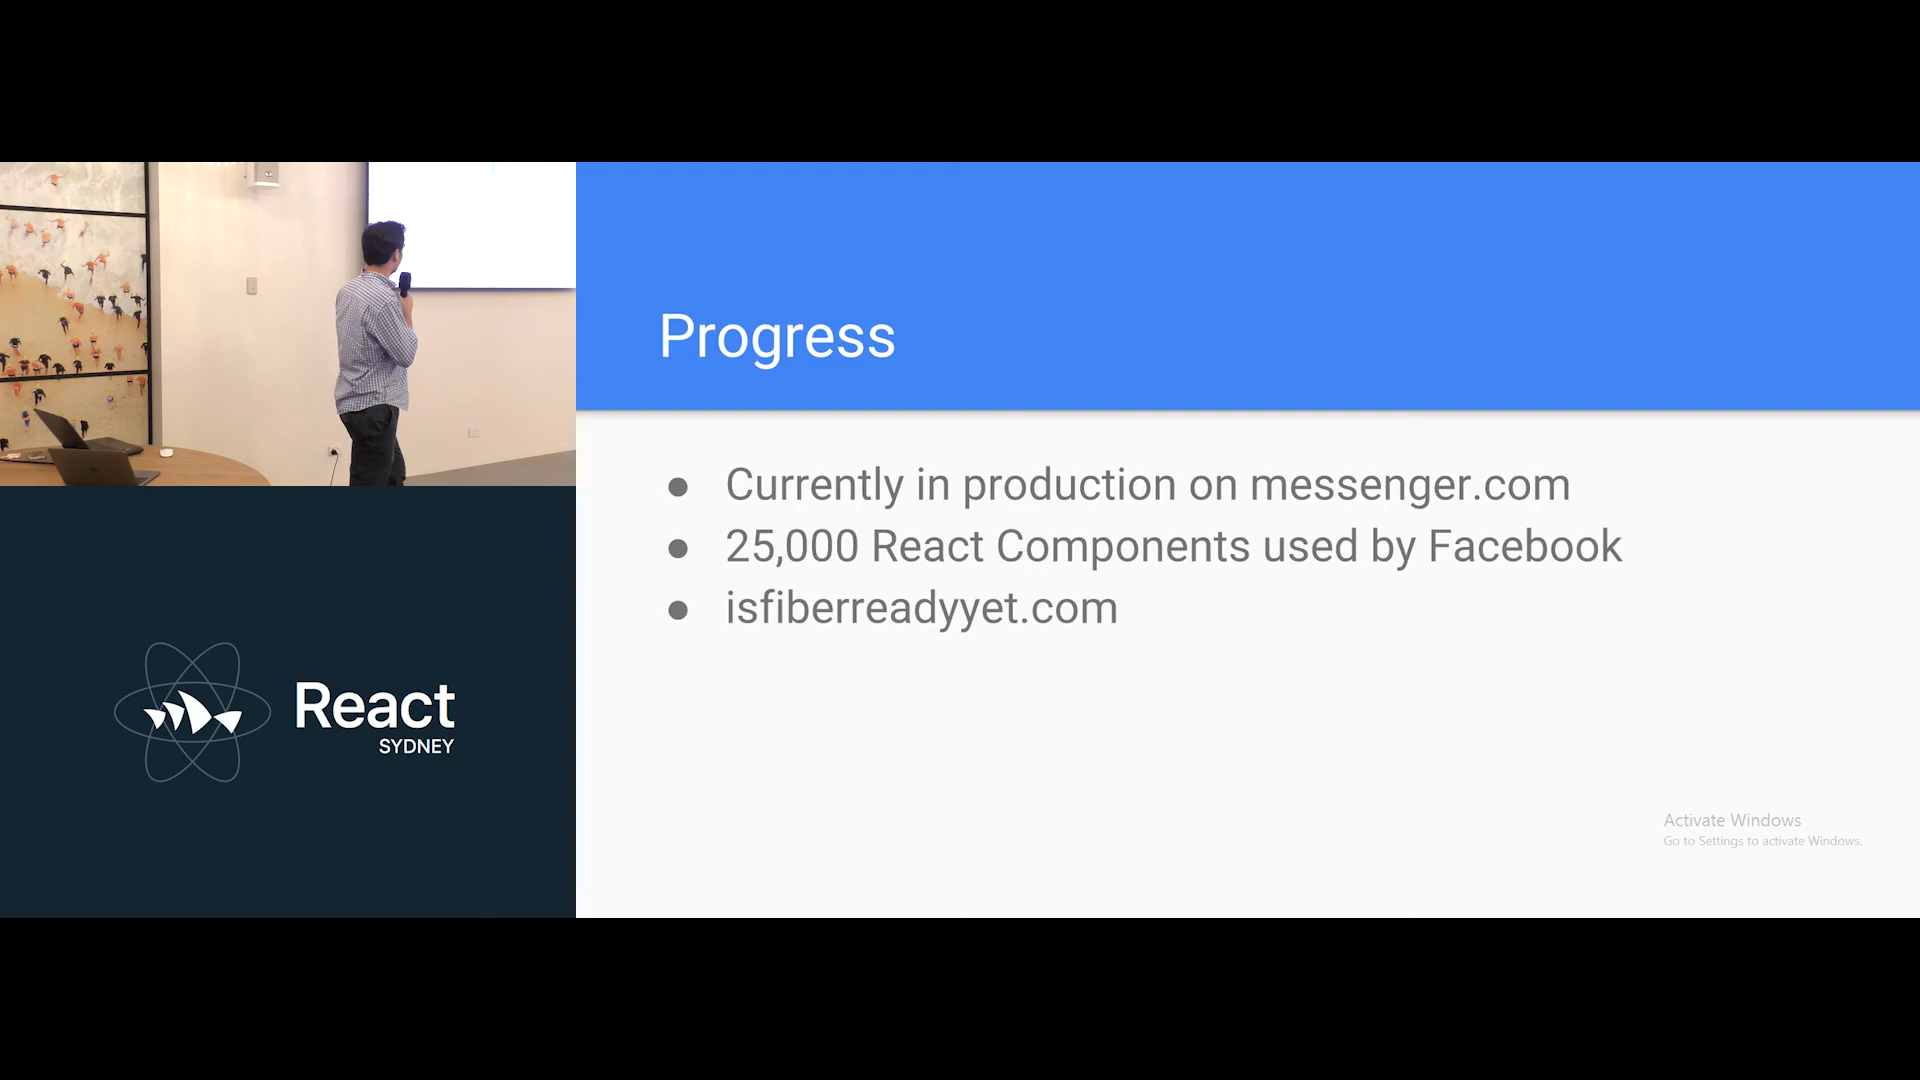 Progress
● Currently in production on messenger.com
● 25,000 React Components used by Facebook
● isfiberreadyyet.com
React
SYDNEY
Activate Windows
Go to Settings to activate Windows.